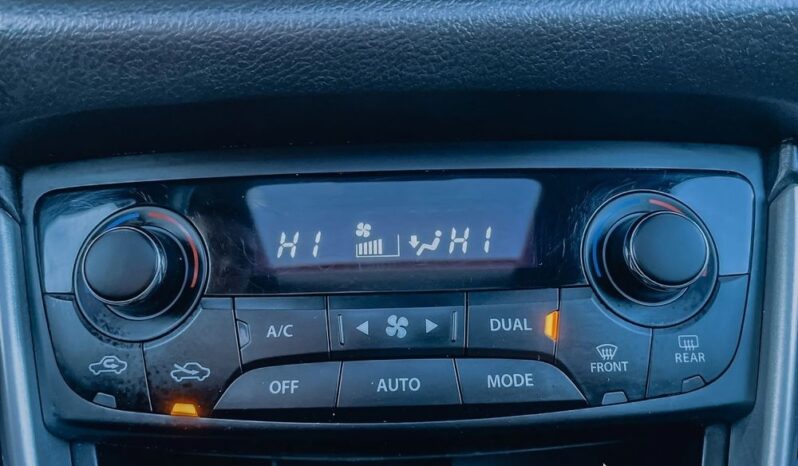 HI HI
A/C DUAL
FRONT REAR
OFF AUTO MODE